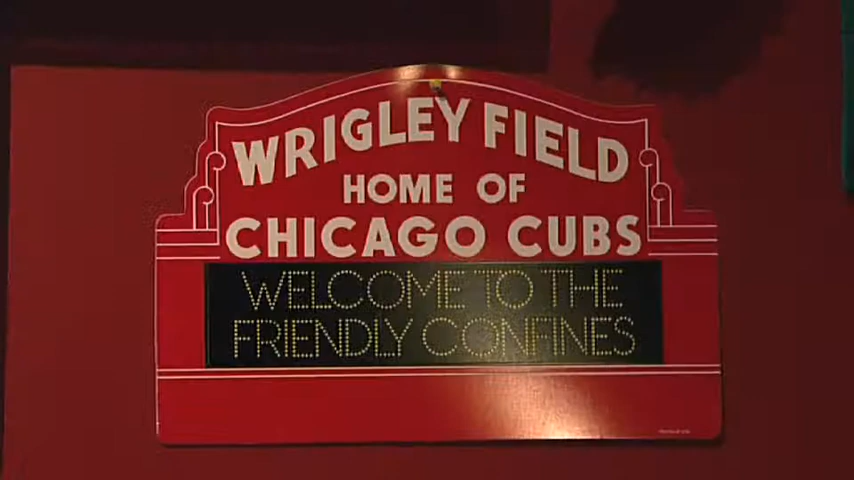 WRIGLEY FIELD
HOME OF
CHICAGO CUBS
WELCOME TO THE
FRIENDLY CONFINES